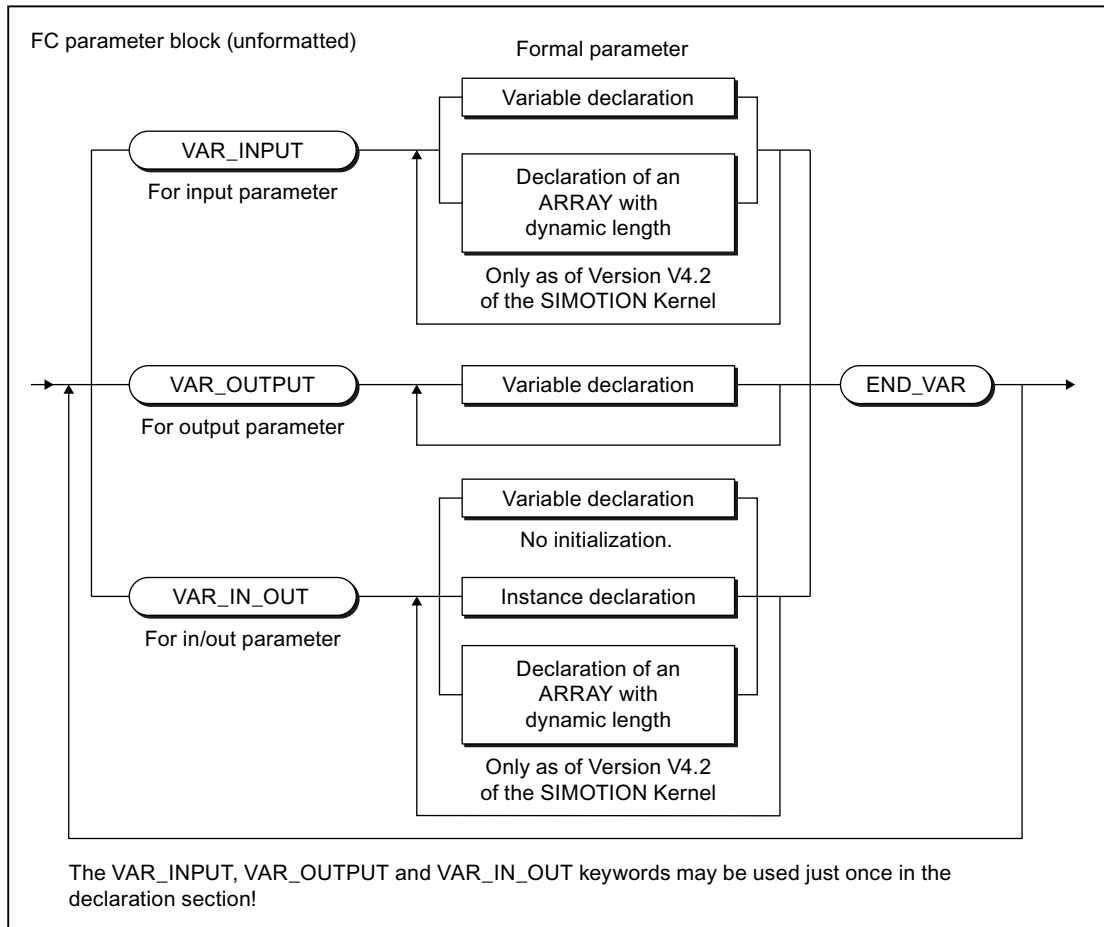 FC parameter block (unformatted)
Formal parameter
Variable declaration
VAR_INPUT
For input parameter
Declaration of an
ARRAY with
dynamic length
Only as of Version V4.2
of the SIMOTION Kernel
VAR_OUTPUT
Variable declaration
END_VAR
For output parameter
Variable declaration
No initialization.
VAR_IN_OUT
Instance declaration
For in/out parameter
Declaration of an
ARRAY with
dynamic length
Only as of Version V4.2
of the SIMOTION Kernel
The VAR_INPUT, VAR_OUTPUT and VAR_IN_OUT keywords may be used just once in the
declaration section!